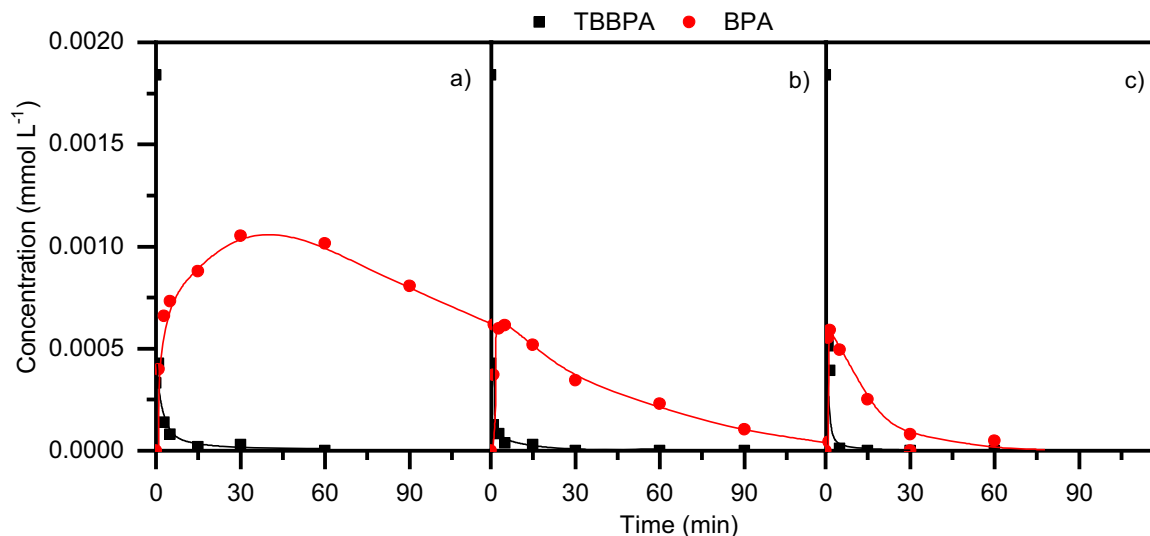 TBBPA BPA
a) b) c)
0.0020
0.0015
0.0010
0.0005
0.0000
Concentration (mmol L⁻¹)
0 30 60 90 0 30 60 90 0 30 60 90
Time (min)